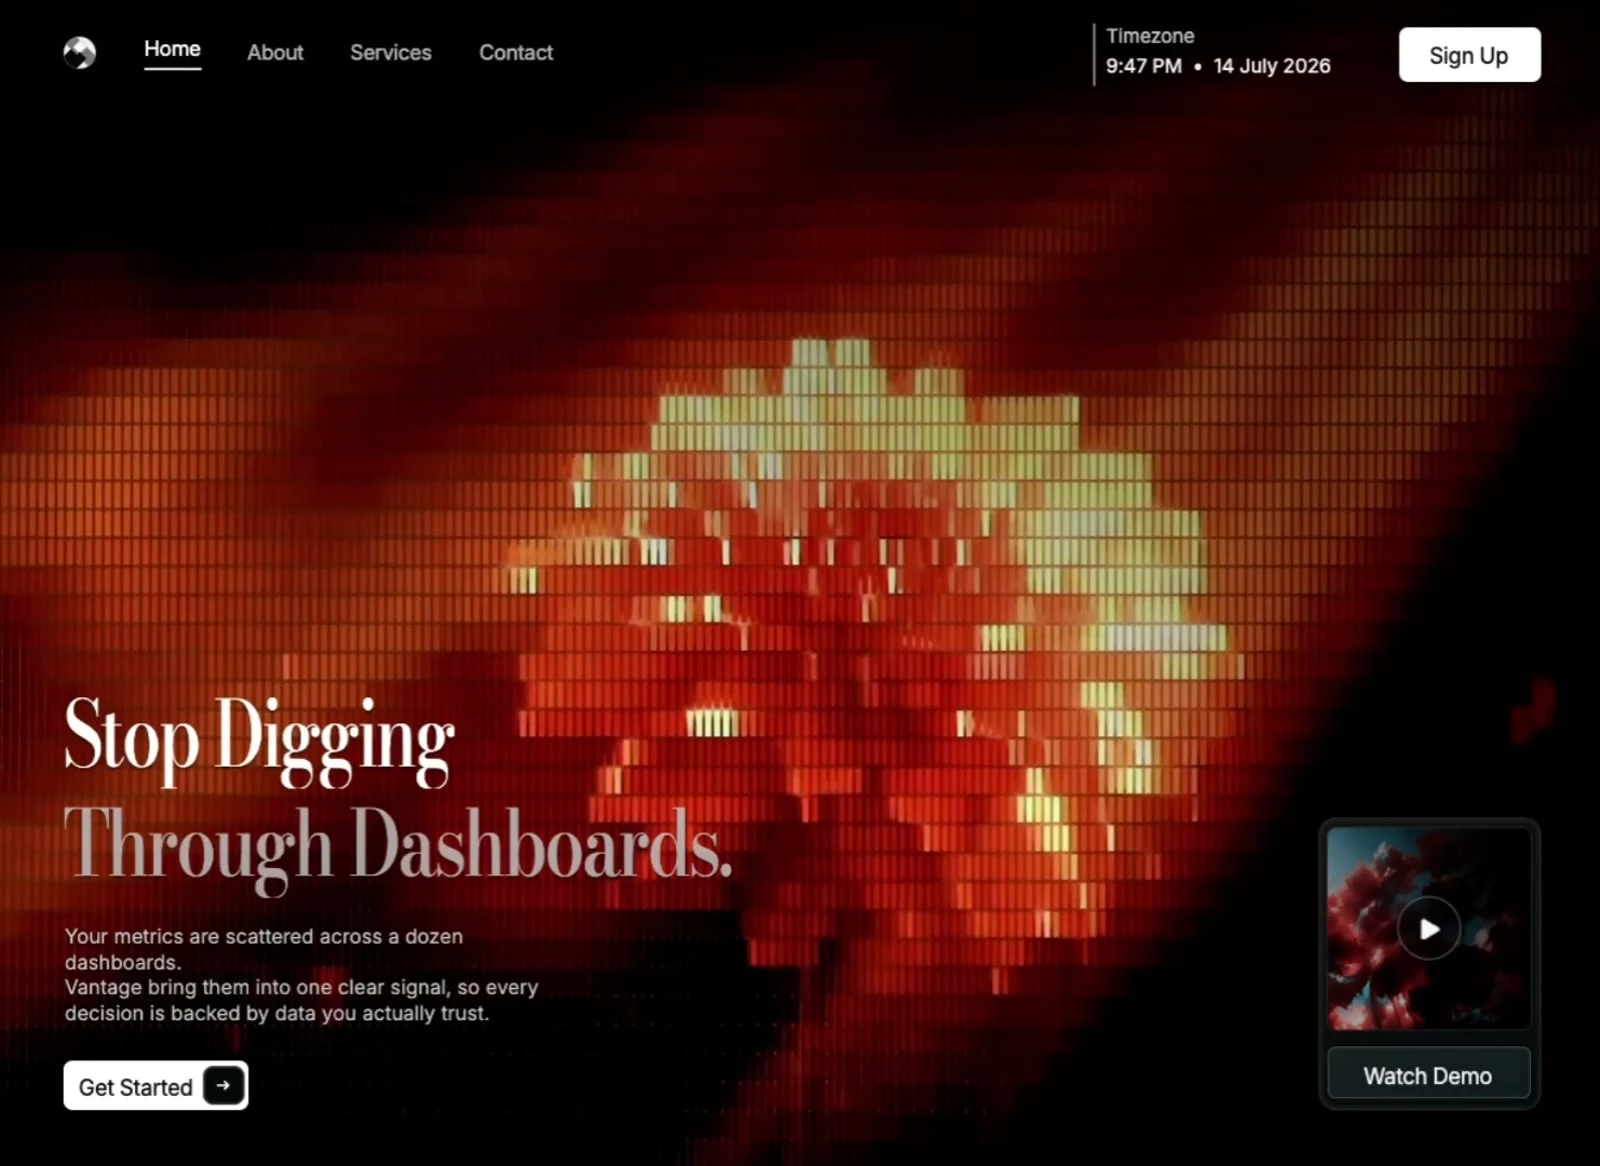 Home
About
Services
Contact
Timezone
9:47 PM • 14 July 2026
Sign Up
Stop Digging
Through Dashboards.
Your metrics are scattered across a dozen
dashboards.
Vantage bring them into one clear signal, so every
decision is backed by data you actually trust.
Get Started →
Watch Demo